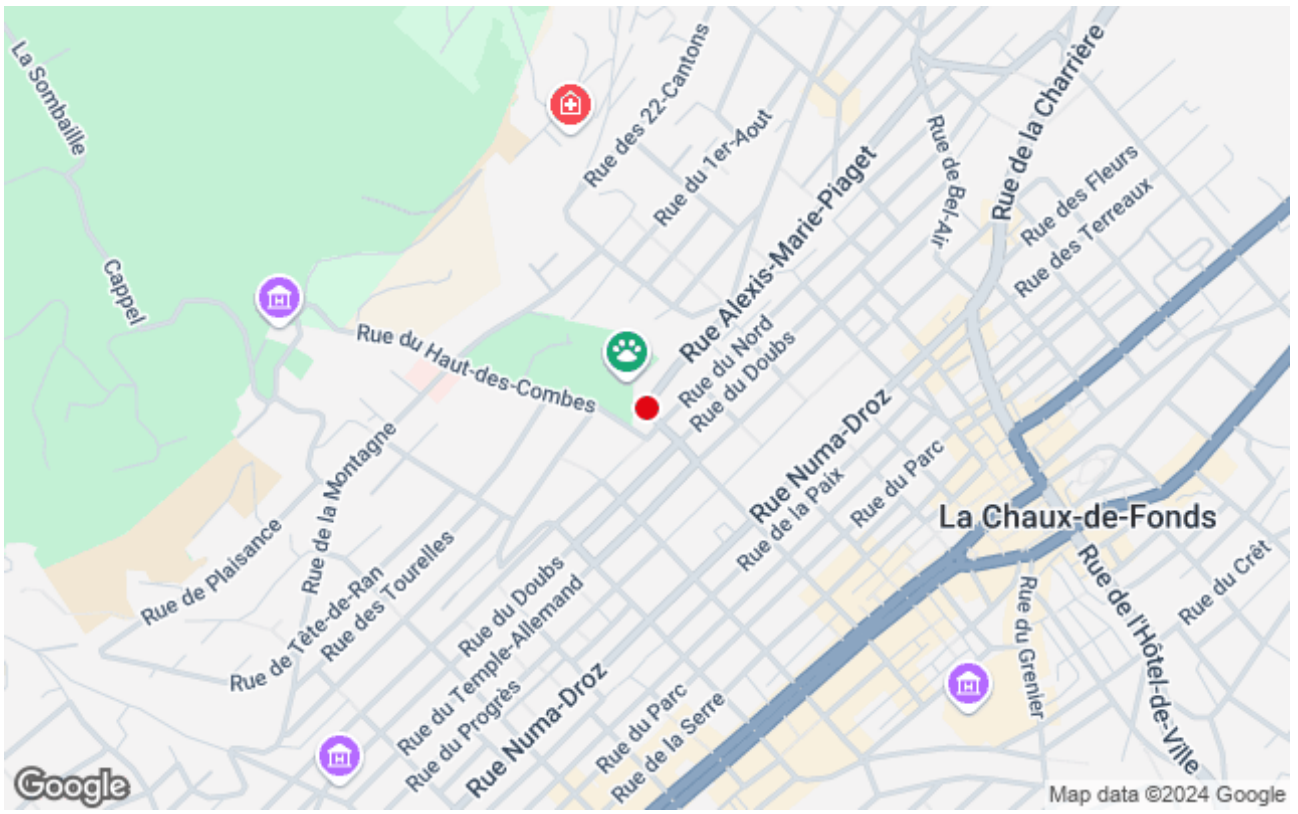 La Sombaille
Rue des 22-Cantons
Rue du 1er-Aout
Rue Alexis-Marie-Piaget
Rue de Bel-Air
Rue de la Charrière
Rue des Fleurs
Rue des Terreaux
Cappel
Rue du Haut-des-Combes
Rue du Nord
Rue du Doubs
Rue Numa-Droz
Rue de la Paix
Rue du Parc
La Chaux-de-Fonds
Rue de la Montagne
Rue de Plaisance
Rue de Tête-de-Ran
Rue des Tourelles
Rue du Doubs
Rue du Temple-Allemand
Rue du Progrès
Rue Numa-Droz
Rue du Parc
Rue de la Serre
Rue du Grenier
Rue de l'Hôtel-de-Ville
Rue du Crêt
Google
Map data ©2024 Google